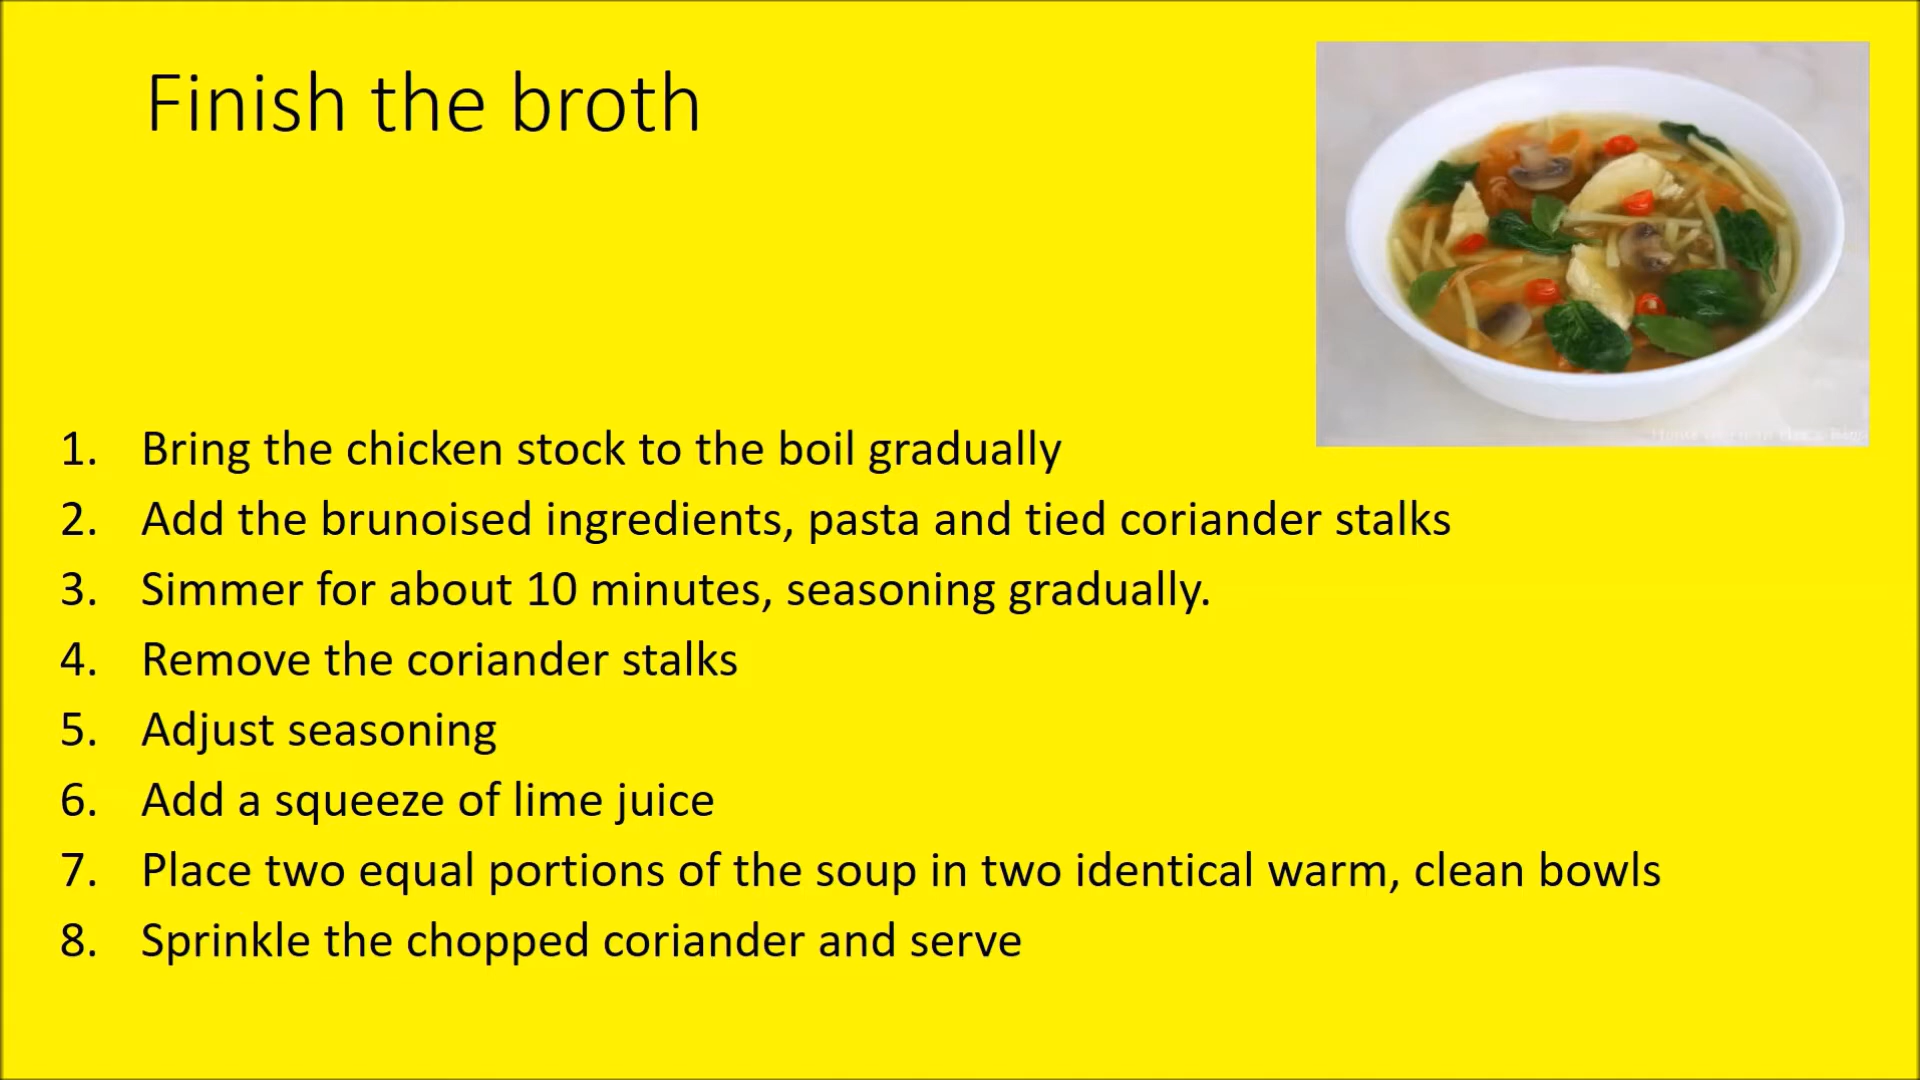 Finish the broth
1. Bring the chicken stock to the boil gradually
2. Add the brunoised ingredients, pasta and tied coriander stalks
3. Simmer for about 10 minutes, seasoning gradually.
4. Remove the coriander stalks
5. Adjust seasoning
6. Add a squeeze of lime juice
7. Place two equal portions of the soup in two identical warm, clean bowls
8. Sprinkle the chopped coriander and serve